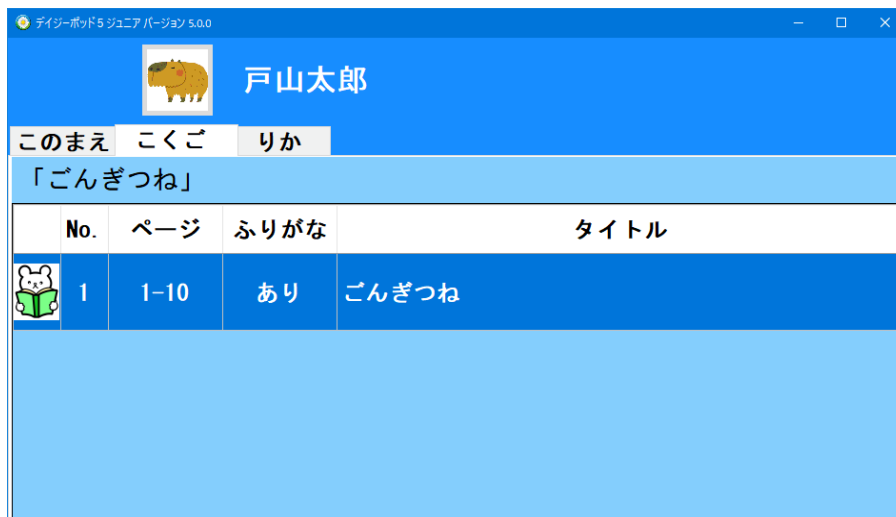 デイジーポッド5 ジュニア バージョン 5.0.0
戸山太郎
このまえ こくご りか
「ごんぎつね」
No. ページ ふりがな タイトル
1 1-10 あり ごんぎつね